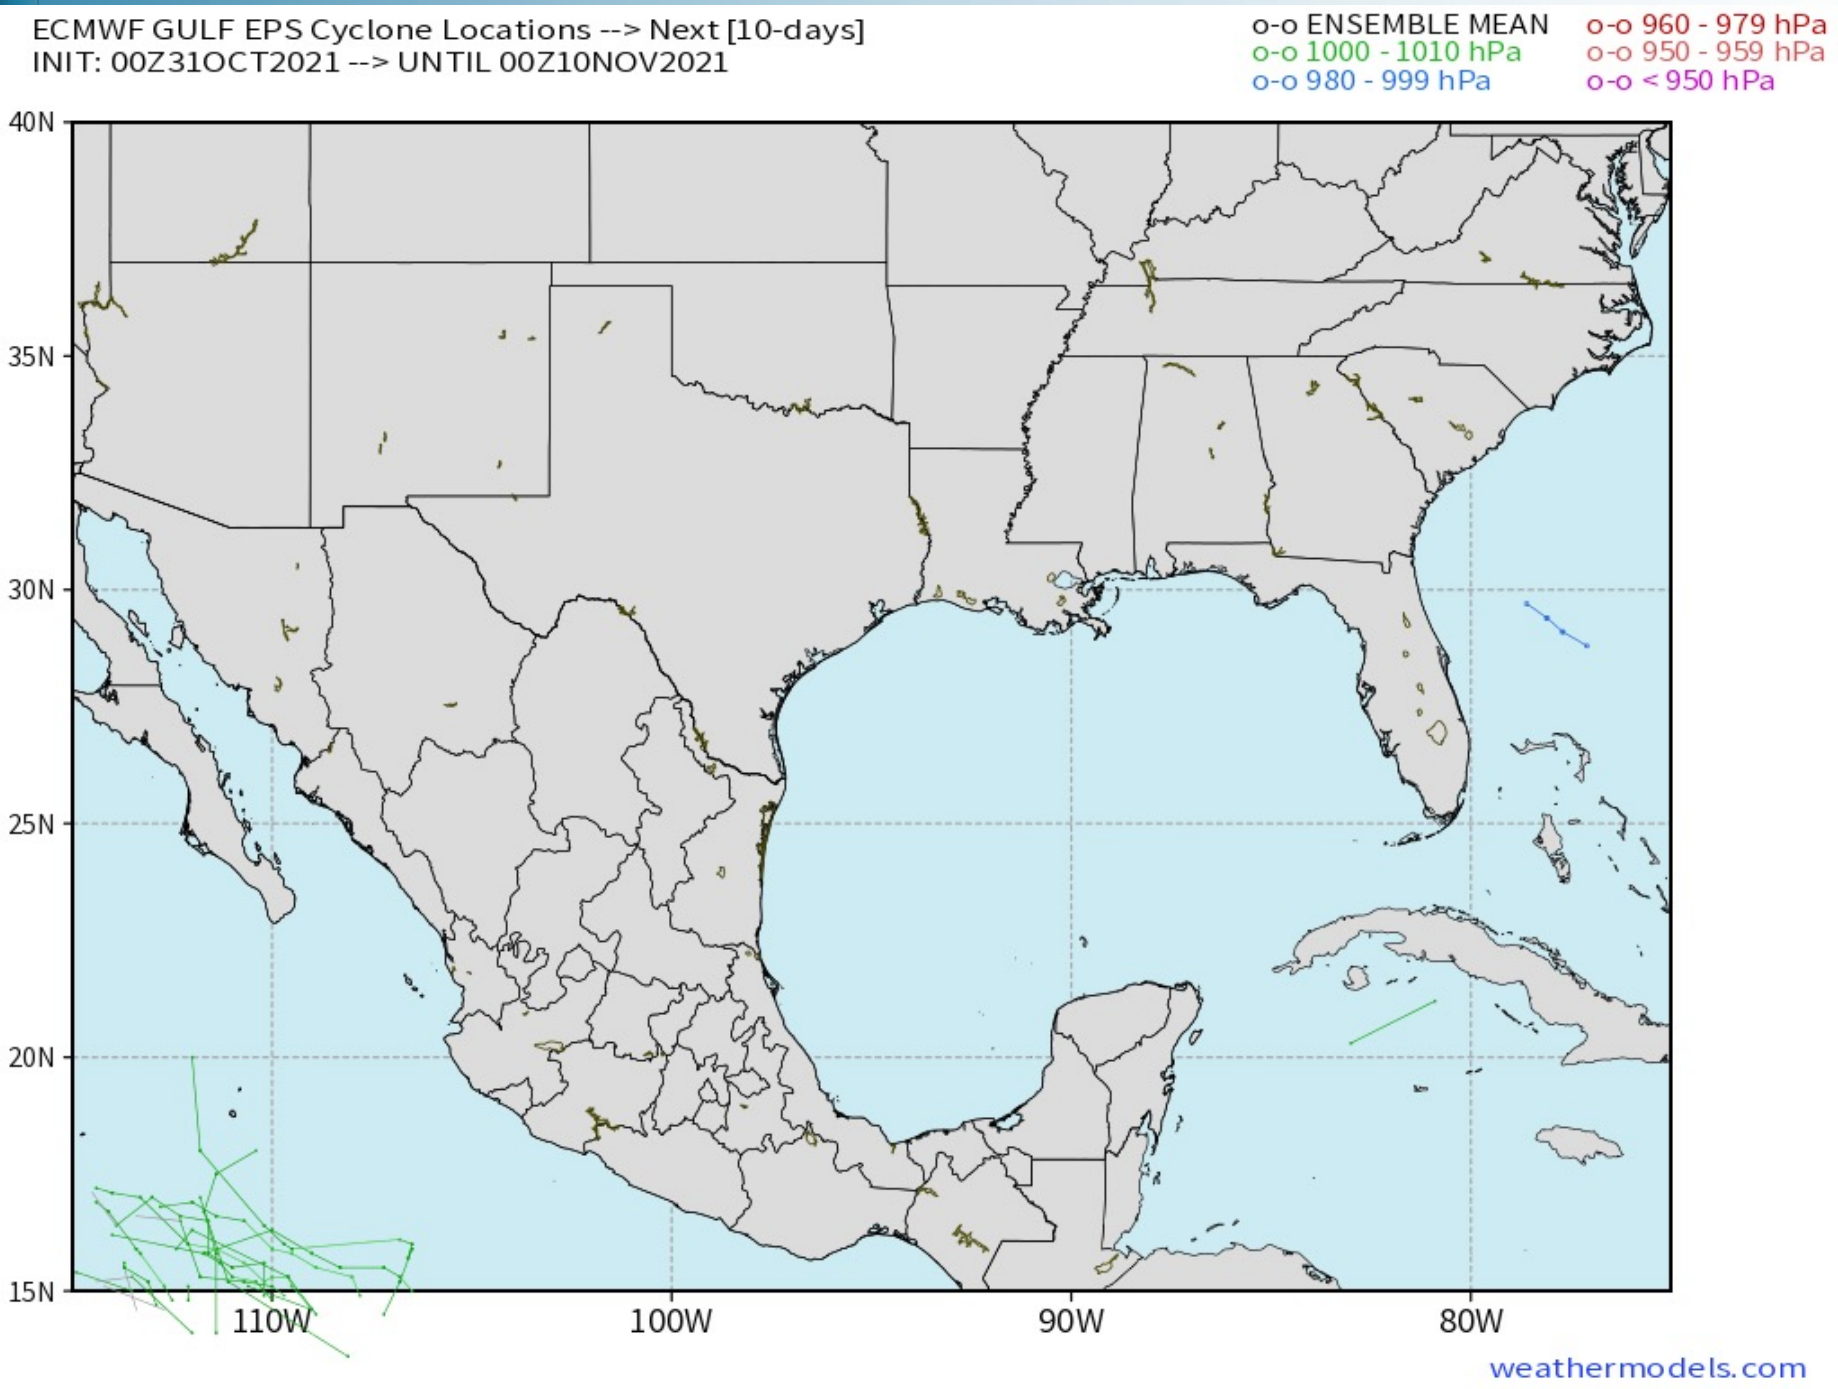 ECMWF GULF EPS Cyclone Locations --> Next [10-days]
INIT: 00Z31OCT2021 --> UNTIL 00Z10NOV2021
o-o ENSEMBLE MEAN
o-o 1000 - 1010 hPa
o-o 980 - 999 hPa
o-o 960 - 979 hPa
o-o 950 - 959 hPa
o-o < 950 hPa
40N
35N
30N
25N
20N
15N
110W
100W
90W
80W
weathermodels.com